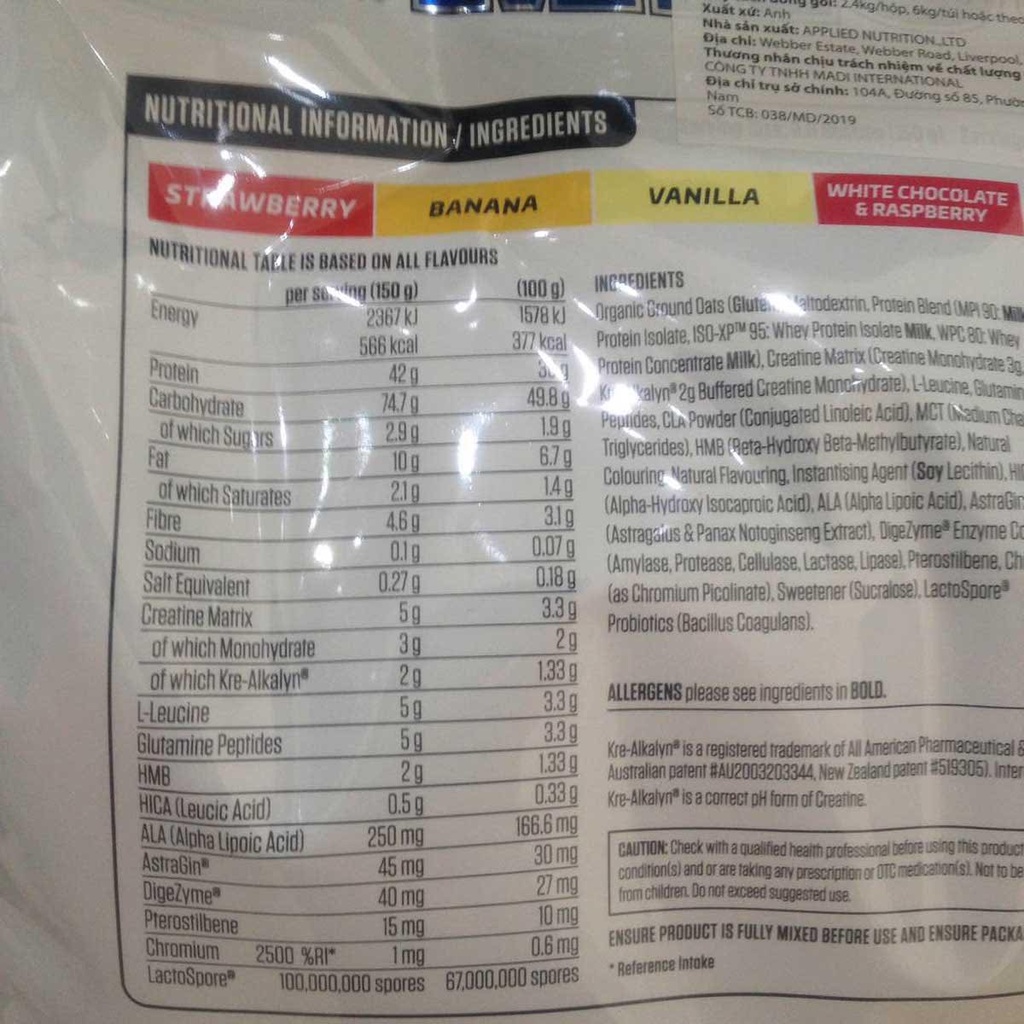 gói: 2.4kg/hộp, 6kg/túi hoặc theo
Xuất xứ: Anh
Nhà sản xuất: APPLIED NUTRITION.,LTD
Địa chỉ: Webber Estate, Webber Road, Liverpool,
Thương nhân chịu trách nhiệm về chất lượng
CÔNG TY TNHH MADI INTERNATIONAL
Địa chỉ trụ sở chính: 104A, Đường số 85, Phường
Nam
Số TCB: 038/MD/2019
NUTRITIONAL INFORMATION / INGREDIENTS
STRAWBERRY BANANA VANILLA WHITE CHOCOLATE & RASPBERRY
NUTRITIONAL TABLE IS BASED ON ALL FLAVOURS
per serving (150 g) (100 g)
Energy 2367 kJ 1578 kJ
566 kcal 377 kcal
Protein 42 g
Carbohydrate 74.7 g 49.8 g
of which Sugars 2.9 g 1.9 g
Fat 10 g 6.7 g
of which Saturates 2.1 g 1.4 g
Fibre 4.6 g 3.1 g
Sodium 0.1 g 0.07 g
Salt Equivalent 0.27 g 0.18 g
Creatine Matrix 5 g 3.3 g
of which Monohydrate 3 g 2 g
of which Kre-Alkalyn® 2 g 1.33 g
L-Leucine 5 g 3.3 g
Glutamine Peptides 5 g 3.3 g
HMB 2 g 1.33 g
HICA (Leucic Acid) 0.5 g 0.33 g
ALA (Alpha Lipoic Acid) 250 mg 166.6 mg
AstraGin® 45 mg 30 mg
DigeZyme® 40 mg 27 mg
Pterostilbene 15 mg 10 mg
Chromium 2500 %RI* 1 mg 0.6 mg
LactoSpore® 100,000,000 spores 67,000,000 spores
INGREDIENTS
Organic Ground Oats (Gluten), Maltodextrin, Protein Blend (MPI 90: Milk
Protein Isolate, ISO-XP™ 95: Whey Protein Isolate Milk, WPC 80: Whey
Protein Concentrate Milk), Creatine Matrix (Creatine Monohydrate 3g,
Kre-Alkalyn® 2g Buffered Creatine Monohydrate), L-Leucine, Glutamine
Peptides, CLA Powder (Conjugated Linoleic Acid), MCT (Medium Chain
Triglycerides), HMB (Beta-Hydroxy Beta-Methylbutyrate), Natural
Colouring, Natural Flavouring, Instantising Agent (Soy Lecithin),
(Alpha-Hydroxy Isocaproic Acid), ALA (Alpha Lipoic Acid), AstraGin
(Astragalus & Panax Notoginseng Extract), DigeZyme® Enzyme
(Amylase, Protease, Cellulase, Lactase, Lipase), Pterostilbene,
(as Chromium Picolinate), Sweetener (Sucralose), LactoSpore®
Probiotics (Bacillus Coagulans).
ALLERGENS please see ingredients in BOLD.
Kre-Alkalyn® is a registered trademark of All American Pharmaceutical &
Australian patent #AU2003203344, New Zealand patent #519305).
Kre-Alkalyn® is a correct pH form of Creatine.
CAUTION: Check with a qualified health professional before using this product
condition(s) and or are taking any prescription or OTC medication(s). Not to be
from children. Do not exceed suggested use.
ENSURE PRODUCT IS FULLY MIXED BEFORE USE AND ENSURE
* Reference Intake